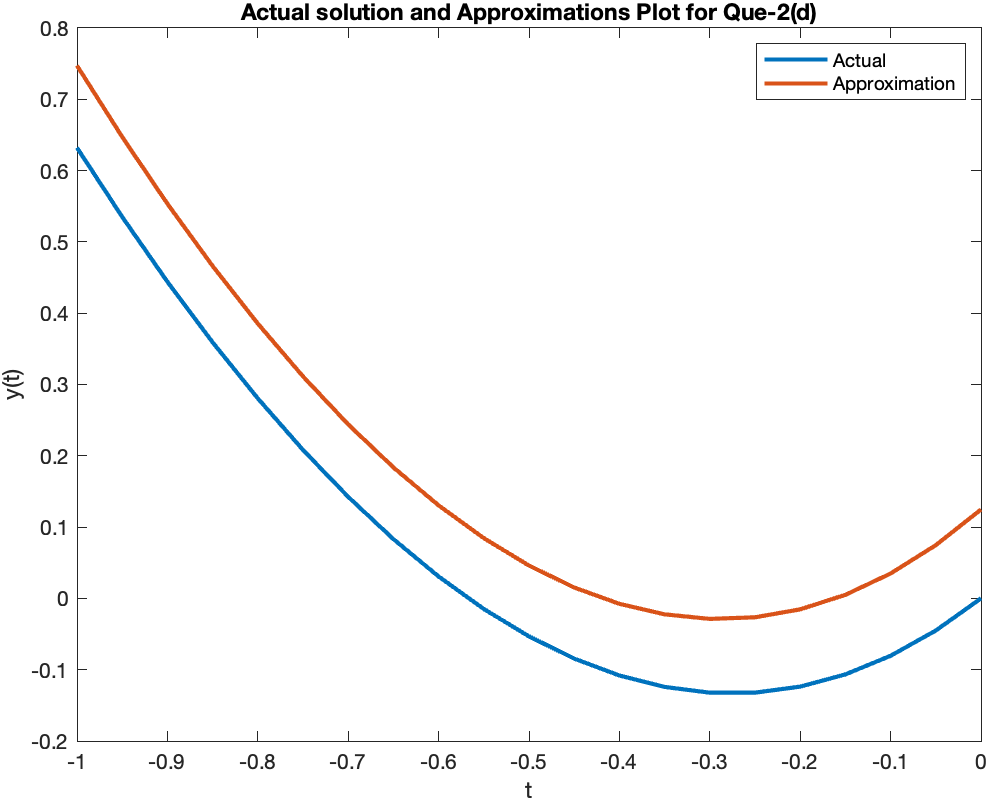 Actual solution and Approximations Plot for Que-2(d)
Actual
Approximation
0.8
0.7
0.6
0.5
0.4
0.3
0.2
0.1
0
-0.1
-0.2
y(t)
-1 -0.9 -0.8 -0.7 -0.6 -0.5 -0.4 -0.3 -0.2 -0.1 0
t